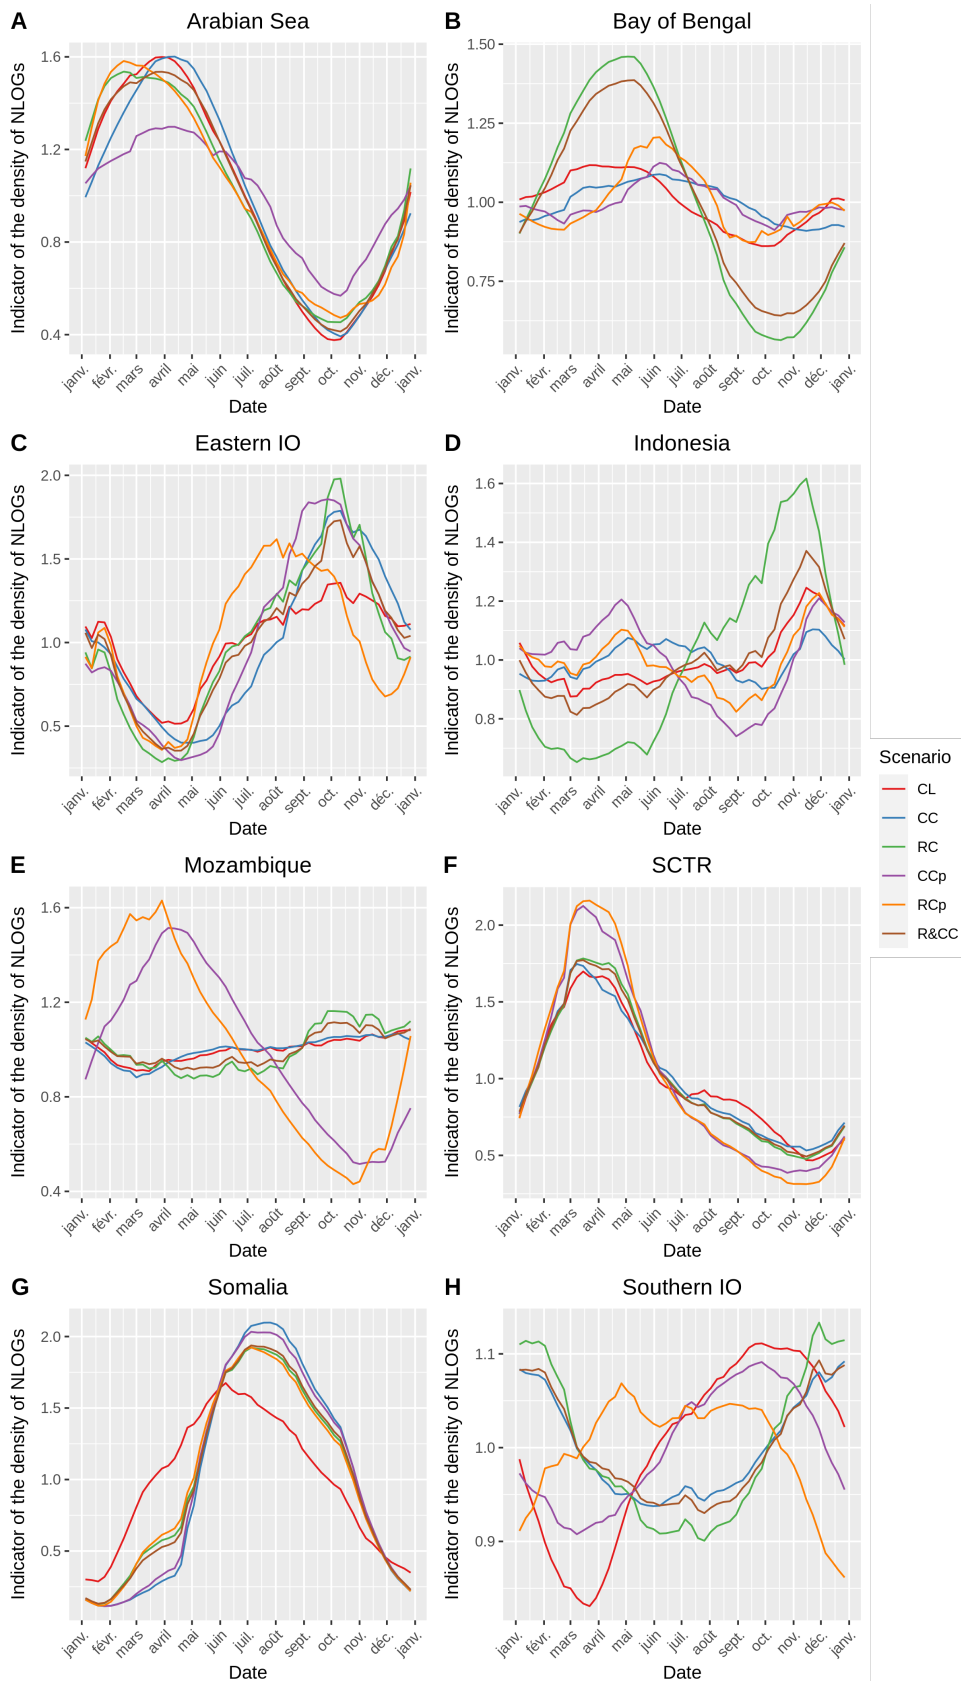 A Arabian Sea
Indicator of the density of NLOGs
1.6
1.2
0.8
0.4
janv. févr. mars avril mai juin juil. août sept. oct. nov. déc. janv.
Date
B Bay of Bengal
Indicator of the density of NLOGs
1.50
1.25
1.00
0.75
janv. févr. mars avril mai juin juil. août sept. oct. nov. déc. janv.
Date
C Eastern IO
Indicator of the density of NLOGs
2.0
1.5
1.0
0.5
janv. févr. mars avril mai juin juil. août sept. oct. nov. déc. janv.
Date
D Indonesia
Indicator of the density of NLOGs
1.6
1.4
1.2
1.0
0.8
janv. févr. mars avril mai juin juil. août sept. oct. nov. déc. janv.
Date
E Mozambique
Indicator of the density of NLOGs
1.6
1.2
0.8
0.4
janv. févr. mars avril mai juin juil. août sept. oct. nov. déc. janv.
Date
F SCTR
Indicator of the density of NLOGs
2.0
1.5
1.0
0.5
janv. févr. mars avril mai juin juil. août sept. oct. nov. déc. janv.
Date
G Somalia
Indicator of the density of NLOGs
2.0
1.5
1.0
0.5
janv. févr. mars avril mai juin juil. août sept. oct. nov. déc. janv.
Date
H Southern IO
Indicator of the density of NLOGs
1.1
1.0
0.9
janv. févr. mars avril mai juin juil. août sept. oct. nov. déc. janv.
Date
Scenario
CL
CC
RC
CCp
RCp
R&CC